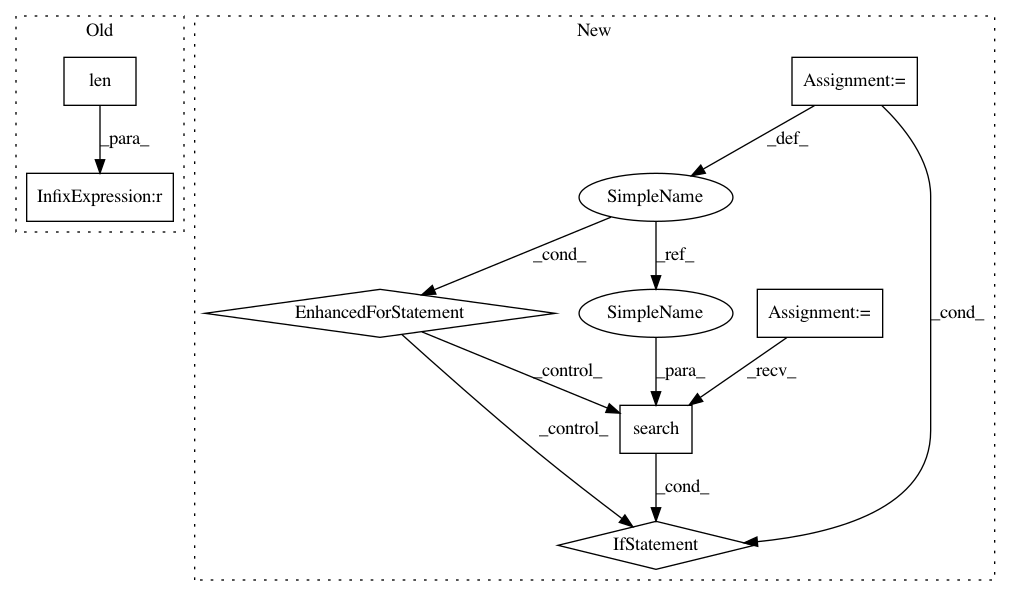 Old
New
len
Assignment:=
_para_
_def_
InfixExpression:r
SimpleName
_cond_
_ref_
EnhancedForStatement
SimpleName
Assignment:=
_cond_
_control_
_para_
_recv_
_control_
search
_cond_
IfStatement